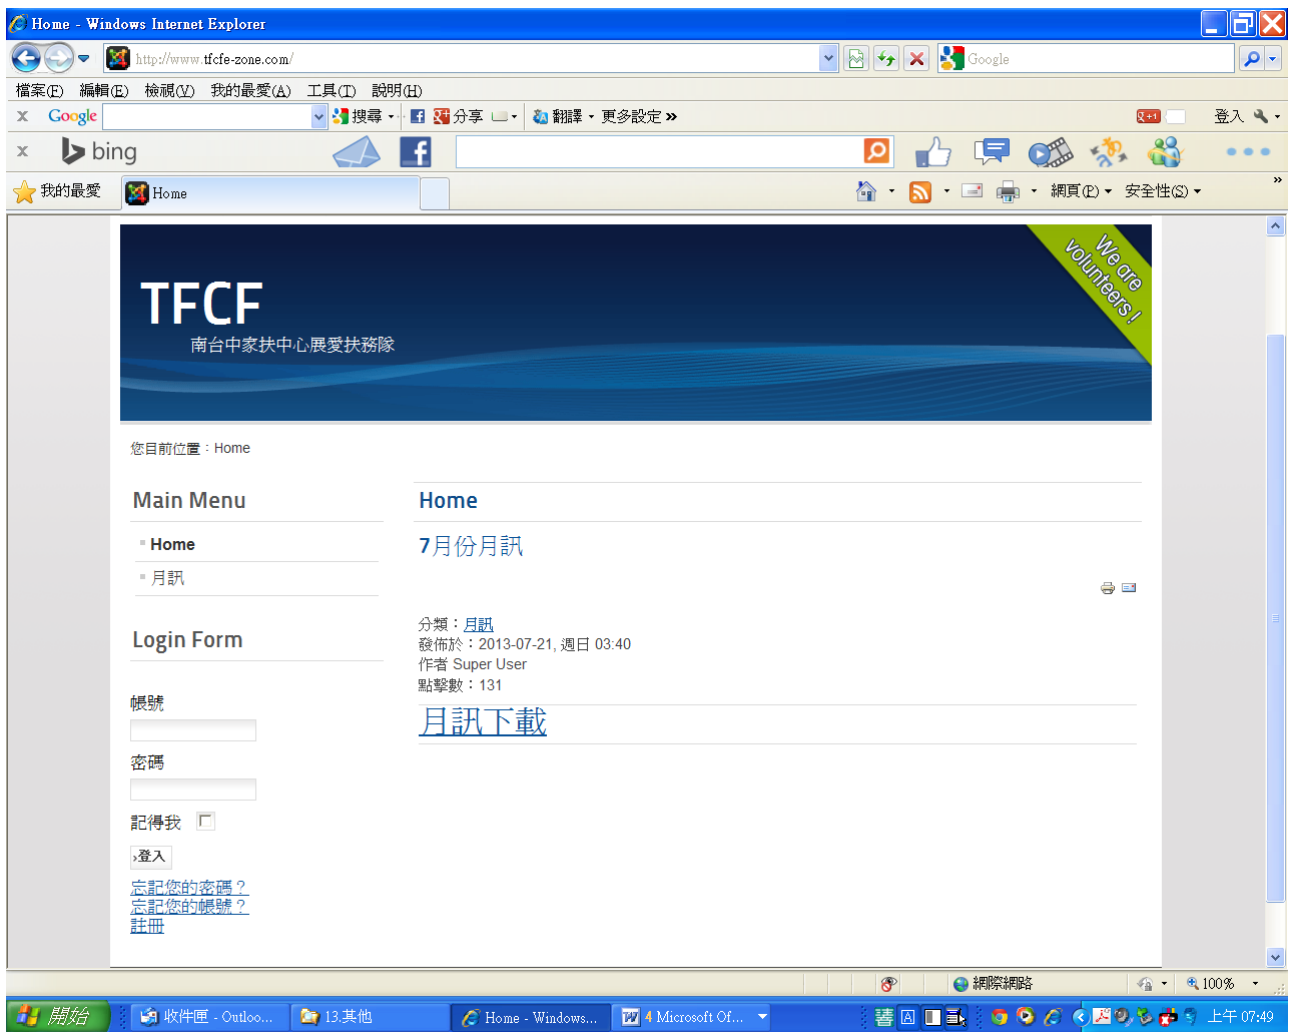 Home - Windows Internet Explorer
http://www.tfcfe-zone.com/
Google
檔案(F) 編輯(E) 檢視(V) 我的最愛(A) 工具(T) 說明(H)
x Google 搜尋 分享 翻譯 更多設定 » 登入
x bing
我的最愛 Home 網頁(P) 安全性(S) »
TFCF
南台中家扶中心展愛扶務隊
We are
volunteers!
您目前位置：Home
Main Menu
Home
月訊
Login Form
帳號
密碼
記得我
›登入
忘記您的密碼？
忘記您的帳號？
註冊
Home
7月份月訊
分類：月訊
發佈於：2013-07-21, 週日 03:40
作者 Super User
點擊數：131
月訊下載
網際網路 100%
開始 收件匣 - Outloo... 13.其他 Home - Windows... 4 Microsoft Of... 上午 07:49